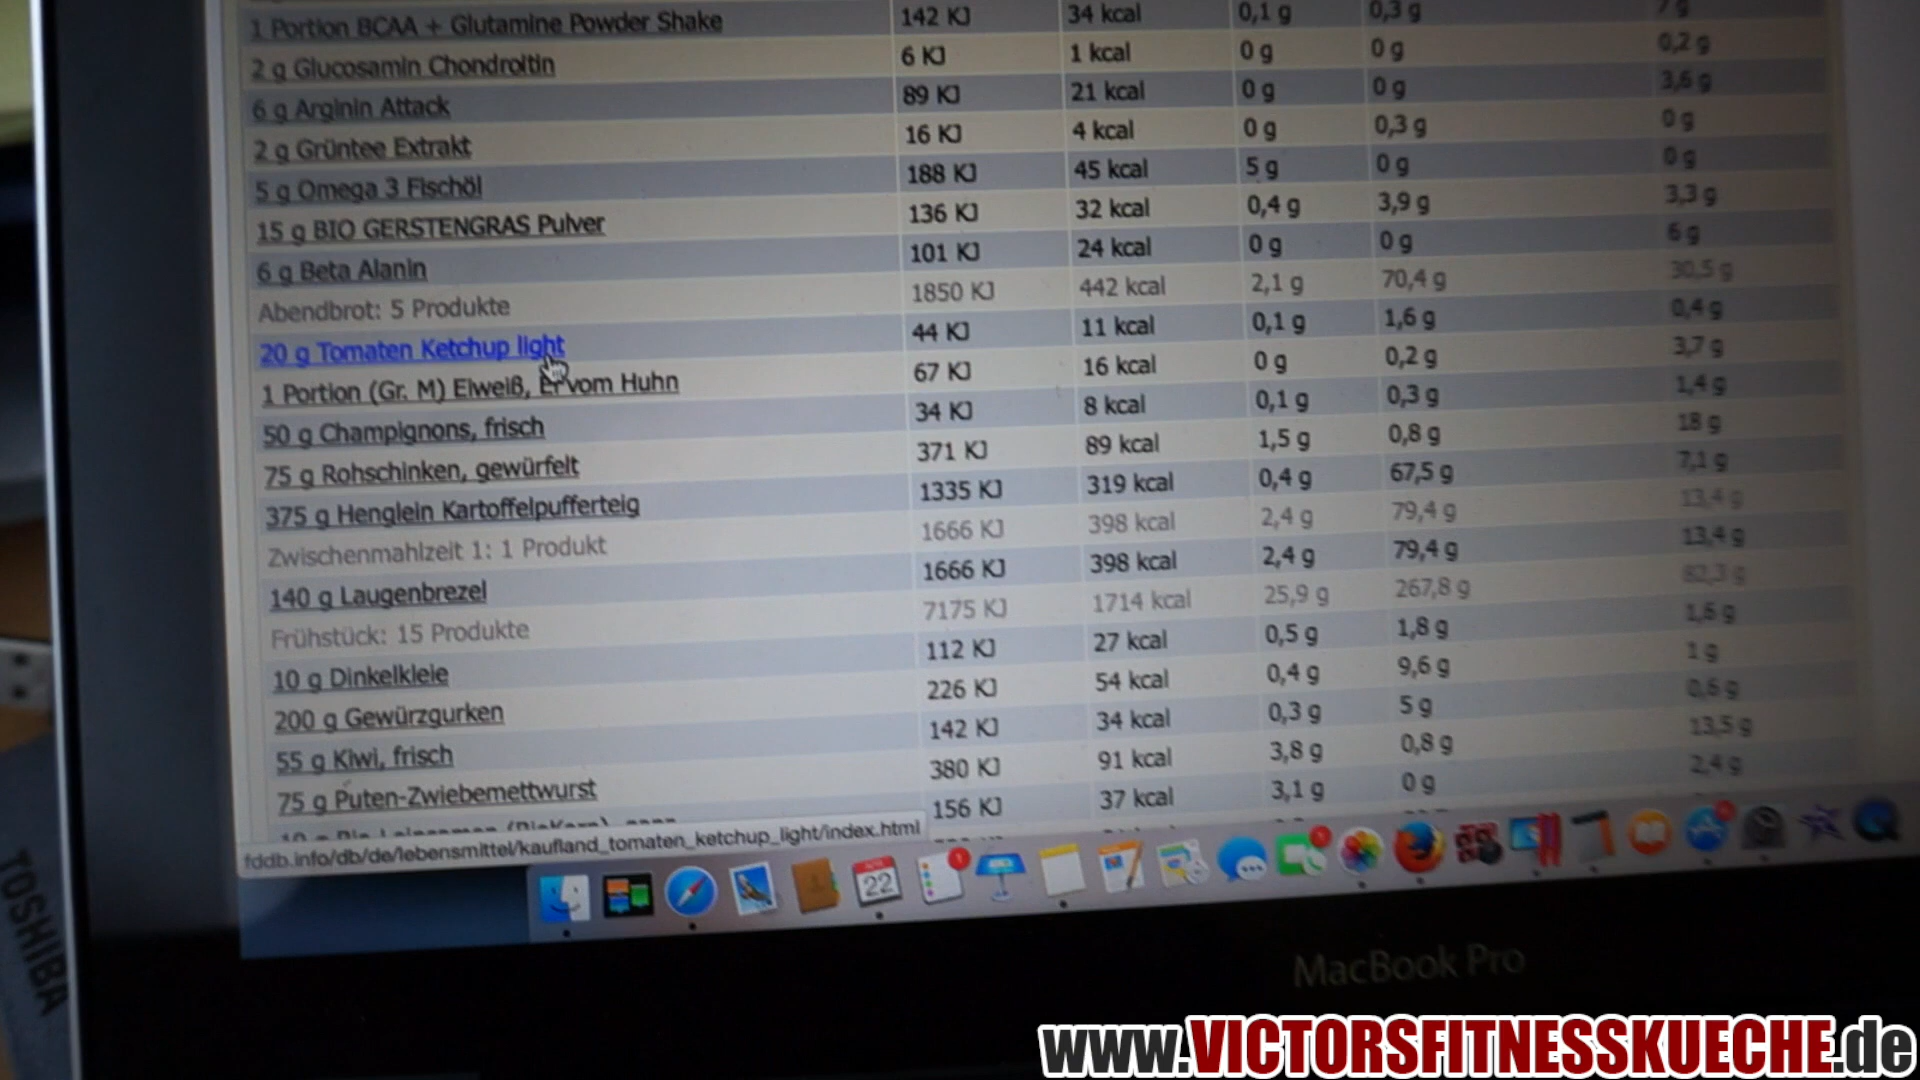 1 Portion BCAA + Glutamine Powder Shake 142 KJ 34 kcal 0,1 g 0,3 g 7 g
2 g Glucosamin Chondroitin 6 KJ 1 kcal 0 g 0 g 0,2 g
6 g Arginin Attack 89 KJ 21 kcal 0 g 0 g 3,6 g
2 g Grüntee Extrakt 16 KJ 4 kcal 0 g 0,3 g 0 g
5 g Omega 3 Fischöl 188 KJ 45 kcal 5 g 0 g 0 g
15 g BIO GERSTENGRAS Pulver 136 KJ 32 kcal 0,4 g 3,9 g 3,3 g
6 g Beta Alanin 101 KJ 24 kcal 0 g 0 g 6 g
Abendbrot: 5 Produkte 1850 KJ 442 kcal 2,1 g 70,4 g 30,5 g
20 g Tomaten Ketchup light 44 KJ 11 kcal 0,1 g 1,6 g 0,4 g
1 Portion (Gr. M) Eiweiß, Ei vom Huhn 67 KJ 16 kcal 0 g 0,2 g 3,7 g
50 g Champignons, frisch 34 KJ 8 kcal 0,1 g 0,3 g 1,4 g
75 g Rohschinken, gewürfelt 371 KJ 89 kcal 1,5 g 0,8 g 18 g
375 g Henglein Kartoffelpufferteig 1335 KJ 319 kcal 0,4 g 67,5 g 7,1 g
Zwischenmahlzeit 1: 1 Produkt 1666 KJ 398 kcal 2,4 g 79,4 g 13,4 g
140 g Laugenbrezel 1666 KJ 398 kcal 2,4 g 79,4 g 13,4 g
Frühstück: 15 Produkte 7175 KJ 1714 kcal 25,9 g 267,8 g 82,3 g
10 g Dinkelkleie 112 KJ 27 kcal 0,5 g 1,8 g 1,6 g
200 g Gewürzgurken 226 KJ 54 kcal 0,4 g 9,6 g 1 g
55 g Kiwi, frisch 142 KJ 34 kcal 0,3 g 5 g 0,6 g
75 g Puten-Zwiebemettwurst 380 KJ 91 kcal 3,8 g 0,8 g 13,5 g
156 KJ 37 kcal 3,1 g 0 g 2,4 g
fddb.info/db/de/lebensmittel/kaufland_tomaten_ketchup_light/index.html
22
MacBook Pro
TOSHIBA
www.VICTORSFITNESSKUECHE.de